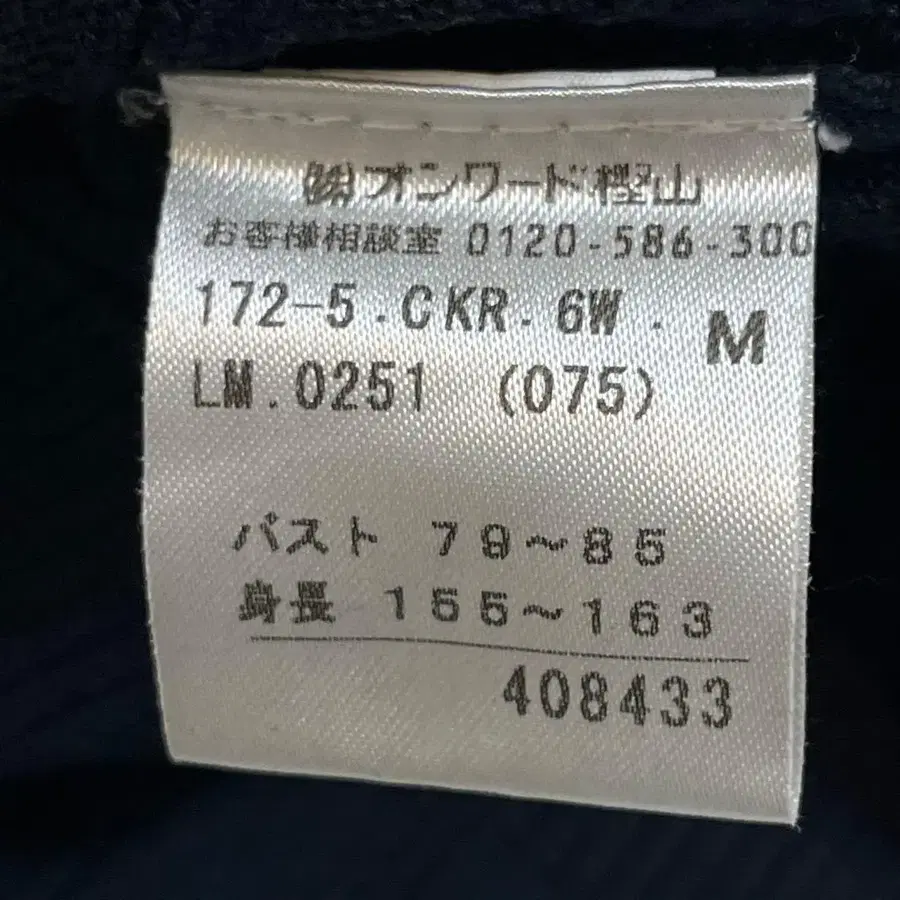 ㈱オンワード樫山
お客様相談室 0120-586-300
172-5.CKR.6W.
M
LM.0251 (075)
バスト 79～85
身長 155～163
408433